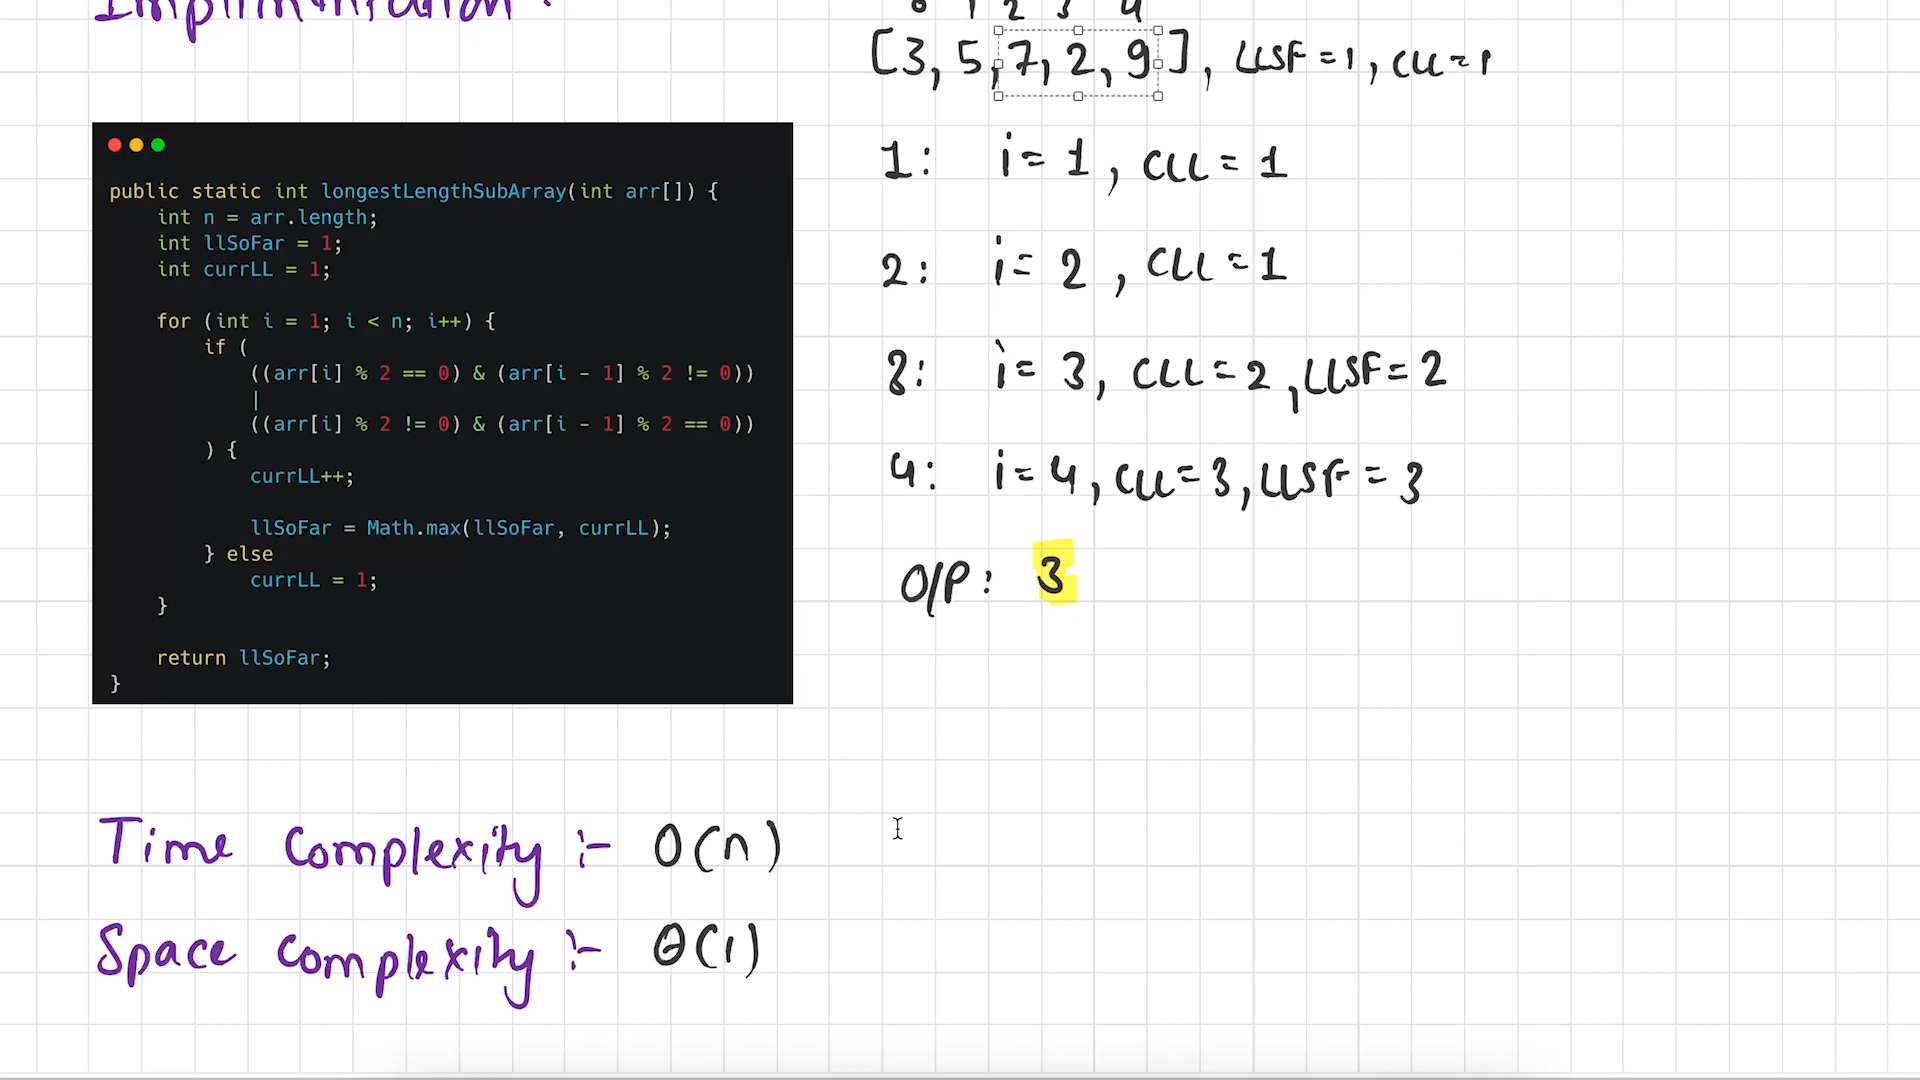 Implimentation :
0 1 2 3 4
[3, 5, 7, 2, 9], LLSF = 1, CLL = 1
public static int longestLengthSubArray(int arr[]) {
int n = arr.length;
int llSoFar = 1;
int currLL = 1;
for (int i = 1; i < n; i++) {
if (
((arr[i] % 2 == 0) & (arr[i - 1] % 2 != 0))
|
((arr[i] % 2 != 0) & (arr[i - 1] % 2 == 0))
) {
currLL++;
llSoFar = Math.max(llSoFar, currLL);
} else
currLL = 1;
}
return llSoFar;
}
1: i = 1, CLL = 1
2: i = 2, CLL = 1
3: i = 3, CLL = 2, LLSF = 2
4: i = 4, CLL = 3, LLSF = 3
O/P: 3
Time Complexity :- O(n)
Space Complexity :- θ(1)